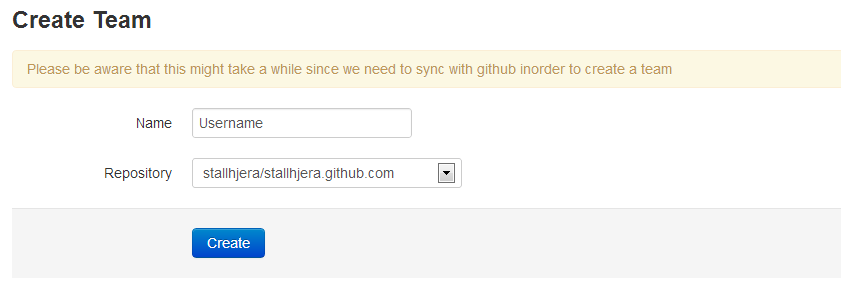 Create Team
Please be aware that this might take a while since we need to sync with github inorder to create a team
Name
Username
Repository
stallhjera/stallhjera.github.com
Create